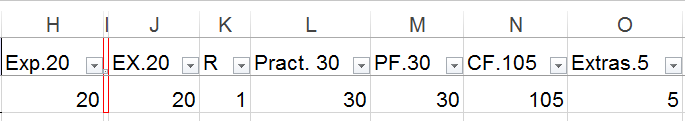 H I J K L M N O
Exp.20 EX.20 R Pract. 30 PF.30 CF.105 Extras.5
20 20 1 30 30 105 5